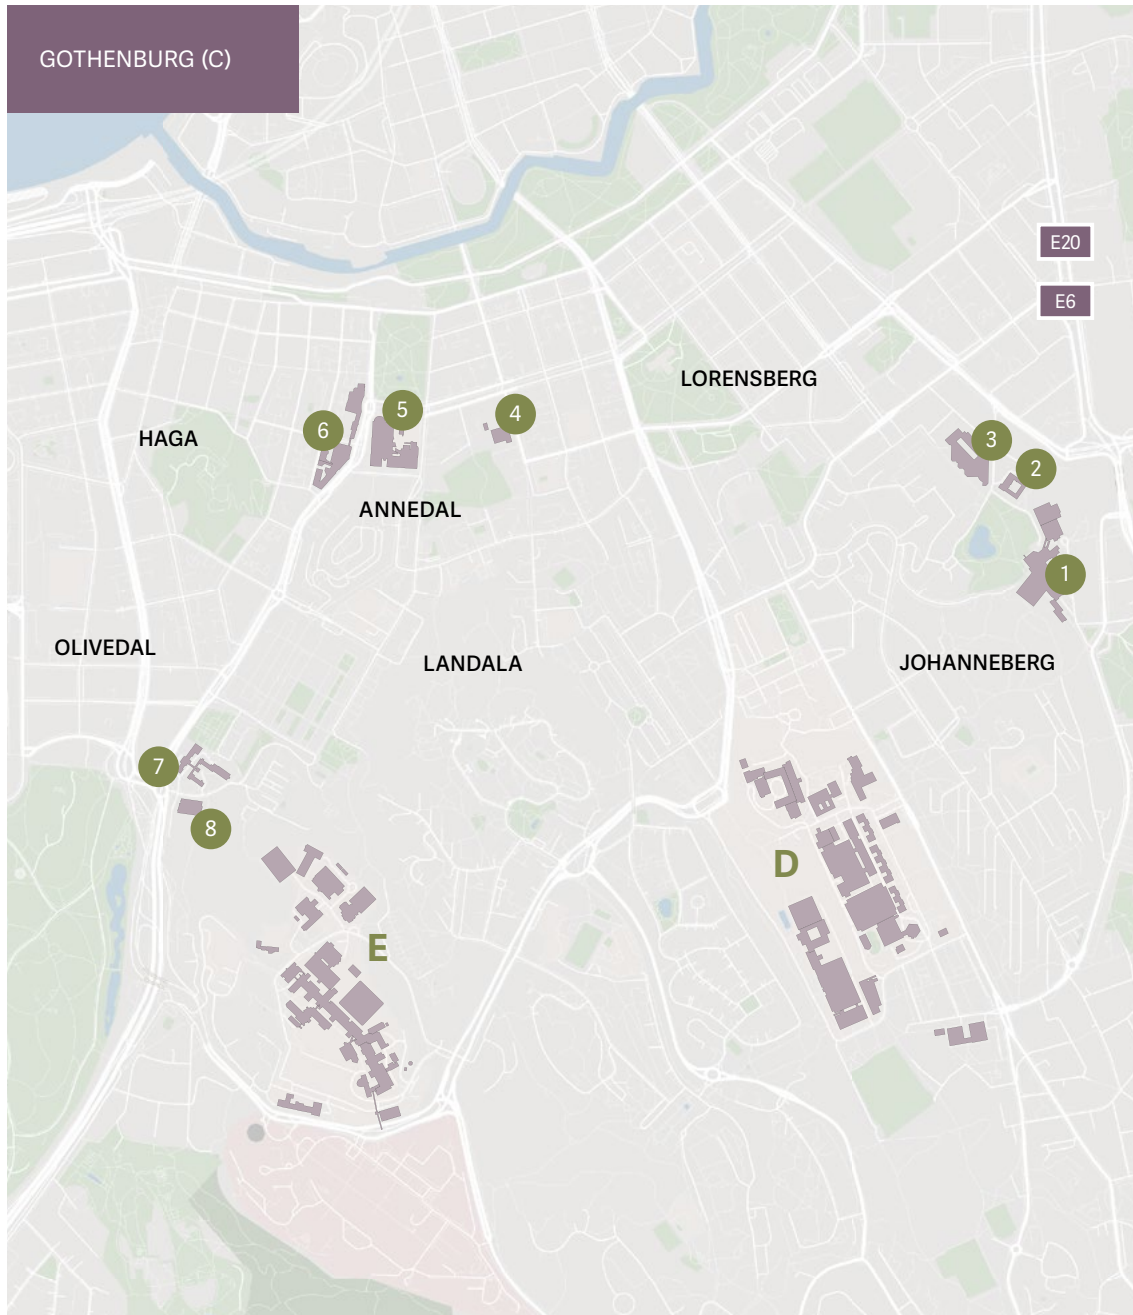 GOTHENBURG (C)
E20
E6
LORENSBERG
5
4
6
HAGA
3
2
ANNEDAL
1
OLIVEDAL
LANDALA
JOHANNEBERG
7
8
D
E